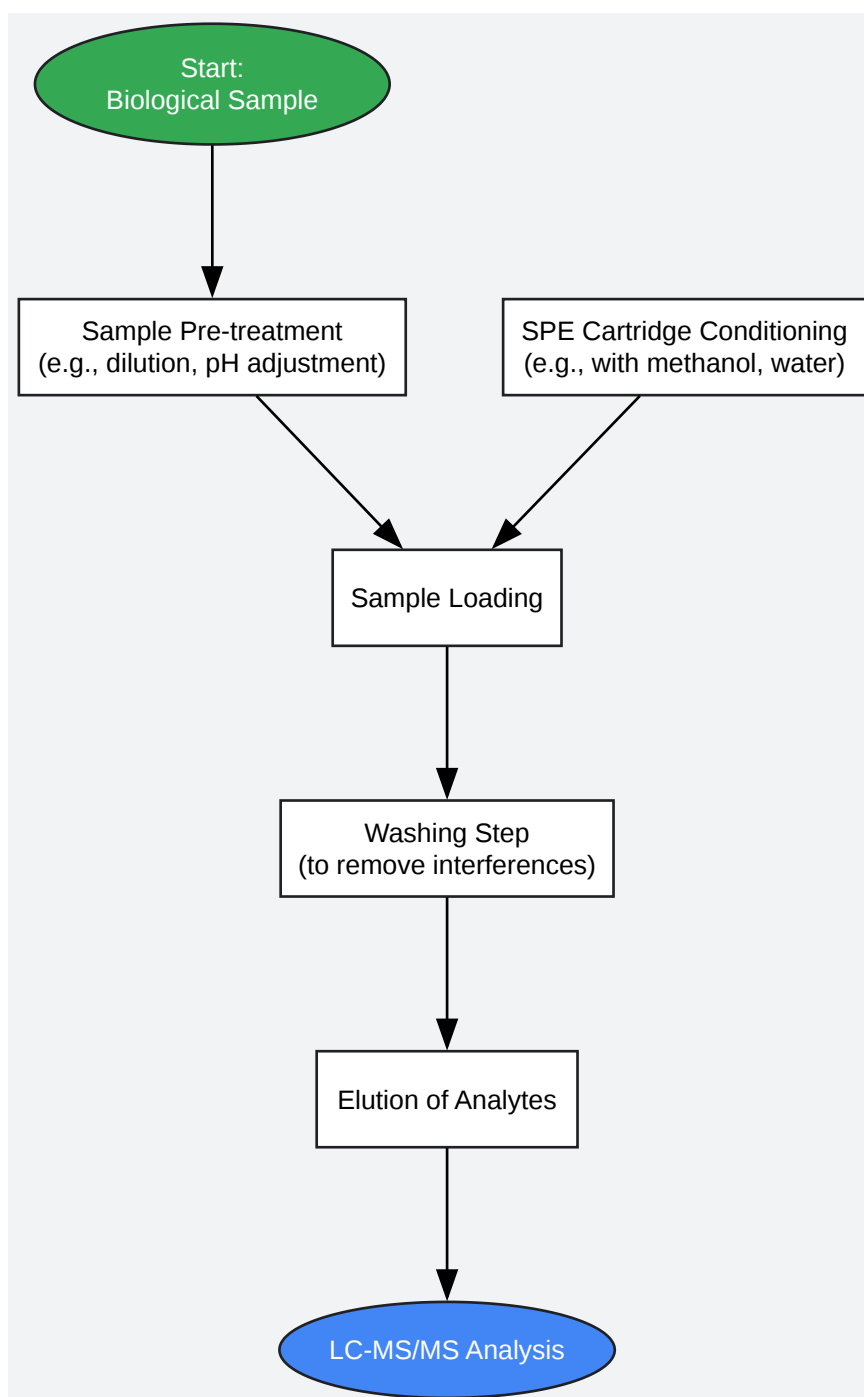 Start:
Biological Sample
Sample Pre-treatment
(e.g., dilution, pH adjustment)
SPE Cartridge Conditioning
(e.g., with methanol, water)
Sample Loading
Washing Step
(to remove interferences)
Elution of Analytes
LC-MS/MS Analysis